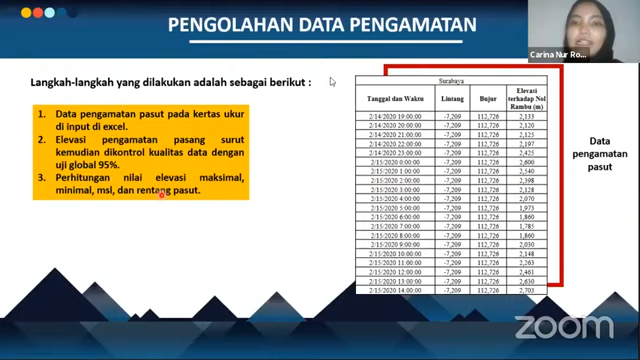 PENGOLAHAN DATA PENGAMATAN
Carina Nur Ro...
Langkah-langkah yang dilakukan adalah sebagai berikut :
1. Data pengamatan pasut pada kertas ukur
di input di excel.
2. Elevasi pengamatan pasang surut
kemudian dikontrol kualitas data dengan
uji global 95%.
3. Perhitungan nilai elevasi maksimal,
minimal, msl, dan rentang pasut.
Surabaya
Tanggal dan Waktu Lintang Bujur Elevasi terhadap Nol Rambu (m)
2/14/2020 19:00:00 -7,209 112,726 2,133
2/14/2020 20:00:00 -7,209 112,726 2,120
2/14/2020 21:00:00 -7,209 112,726 2,125
2/14/2020 22:00:00 -7,209 112,726 2,197
2/14/2020 23:00:00 -7,209 112,726 2,425
2/15/2020 0:00:00 -7,209 112,726 2,600
2/15/2020 1:00:00 -7,209 112,726 2,540
2/15/2020 2:00:00 -7,209 112,726 2,398
2/15/2020 3:00:00 -7,209 112,726 2,128
2/15/2020 4:00:00 -7,209 112,726 2,070
2/15/2020 5:00:00 -7,209 112,726 1,973
2/15/2020 6:00:00 -7,209 112,726 1,860
2/15/2020 7:00:00 -7,209 112,726 1,785
2/15/2020 8:00:00 -7,209 112,726 1,860
2/15/2020 9:00:00 -7,209 112,726 2,030
2/15/2020 10:00:00 -7,209 112,726 2,148
2/15/2020 11:00:00 -7,209 112,726 2,263
2/15/2020 12:00:00 -7,209 112,726 2,461
2/15/2020 13:00:00 -7,209 112,726 2,630
2/15/2020 14:00:00 -7,209 112,726 2,703
Data
pengamatan
pasut
zoom